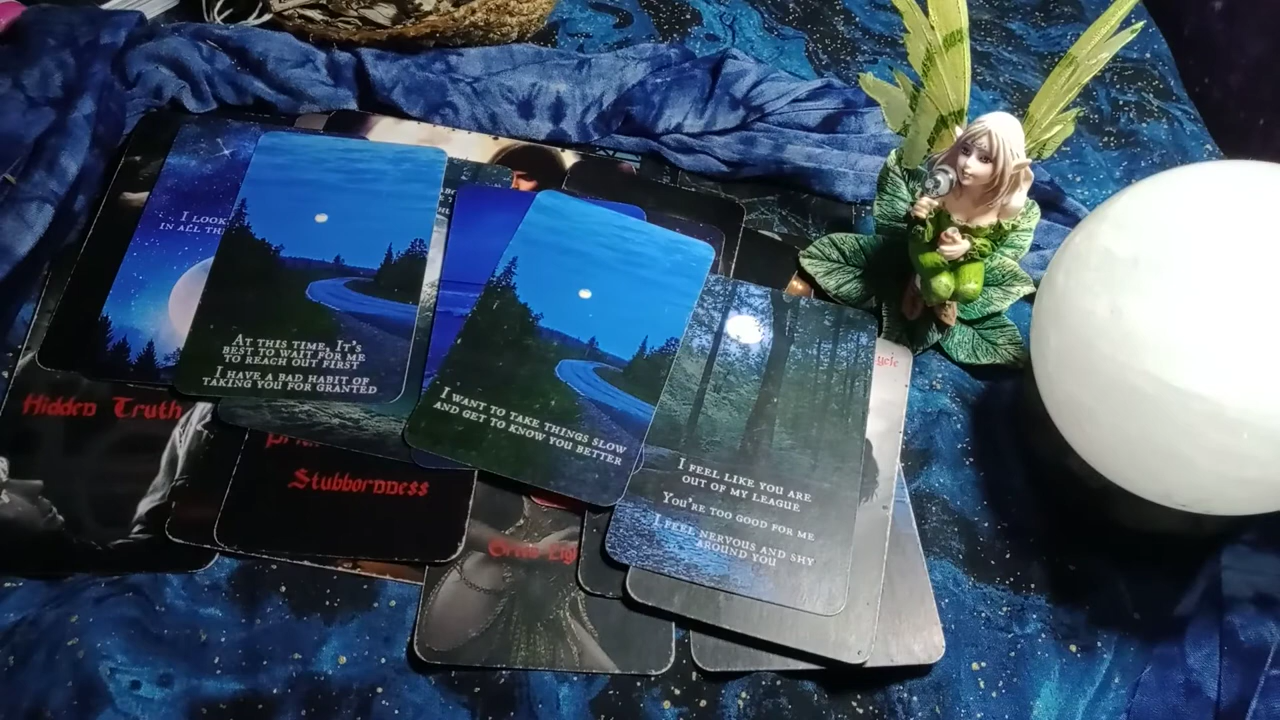 I LOOK
IN ALL
AT THIS TIME, IT'S
BEST TO WAIT FOR ME
TO REACH OUT FIRST
I HAVE A BAD HABIT OF
TAKING YOU FOR GRANTED
I WANT TO TAKE THINGS SLOW
AND GET TO KNOW YOU BETTER
I FEEL LIKE YOU ARE
OUT OF MY LEAGUE
YOU'RE TOO GOOD FOR ME
I FEEL NERVOUS AND SHY
AROUND YOU
Hidden Truth
Stubbornness